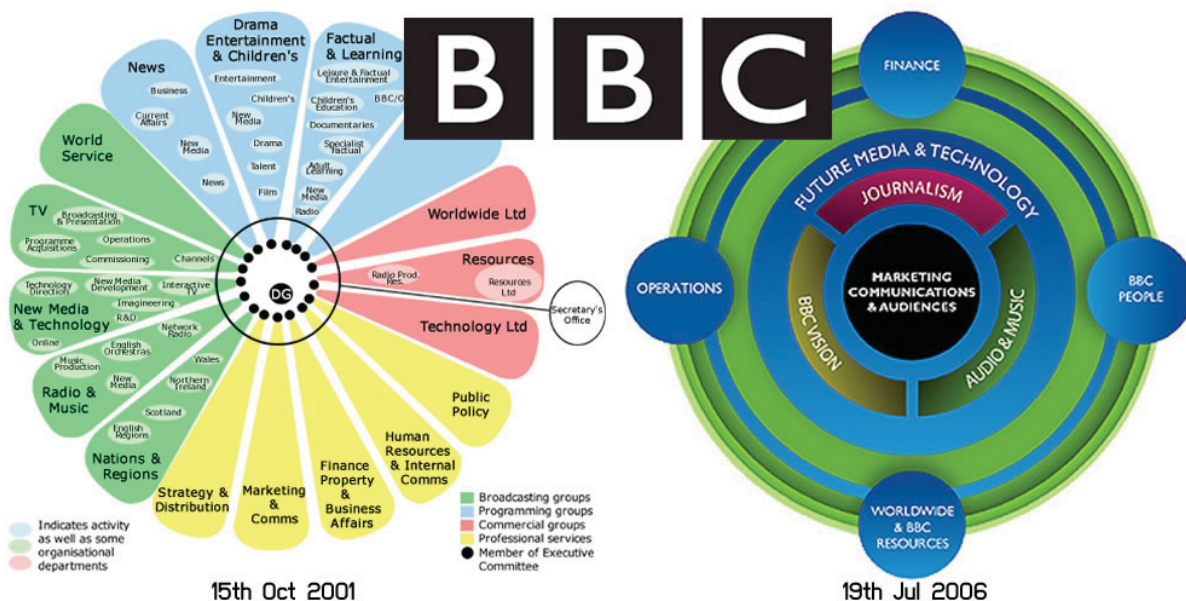 BBC
Drama
Entertainment
& Children's
Entertainment
Children's
New
Media
Drama
Talent
Film
Factual
& Learning
Leisure & Factual
Entertainment
Children's
Education
BBC/O
Documentaries
Specialist
Factual
Adult
Learning
New
Media
Radio
News
Business
Current
Affairs
New
Media
News
World
Service
TV
Broadcasting
& Presentation
Programme
Acquisitions
Operations
Commissioning
Channels
Technology
Direction
New Media
Development
Interactive
TV
New Media
& Technology
Imagineering
R&D
Online
Network
Radio
Music
Production
English
Orchestras
Radio &
Music
New
Media
Wales
Northern
Ireland
Scotland
English
Regions
Nations &
Regions
Strategy &
Distribution
Marketing
&
Comms
Finance
Property
&
Business
Affairs
Human
Resources
& Internal
Comms
Public
Policy
Technology Ltd
Resources
Radio Prod.
Res.
Resources
Ltd
Worldwide Ltd
Secretary's
Office
DG
Broadcasting groups
Programming groups
Commercial groups
Professional services
Member of Executive
Committee
Indicates activity
as well as some
organisational
departments
15th Oct 2001
FINANCE
FUTURE MEDIA & TECHNOLOGY
JOURNALISM
OPERATIONS
BBC VISION
MARKETING
COMMUNICATIONS
& AUDIENCES
AUDIO & MUSIC
BBC
PEOPLE
WORLDWIDE
& BBC
RESOURCES
19th Jul 2006